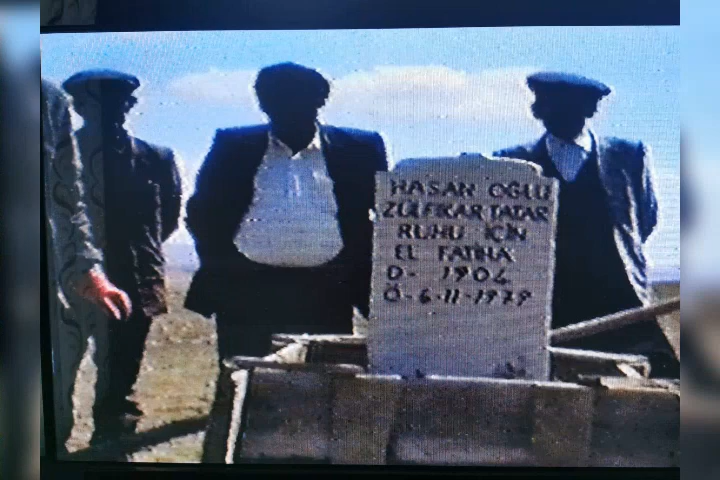 HASAN OĞLU
ZÜLFİKAR TATAR
RUHU İÇİN
EL FATİHA
D- 1904
Ö-6-11-1979